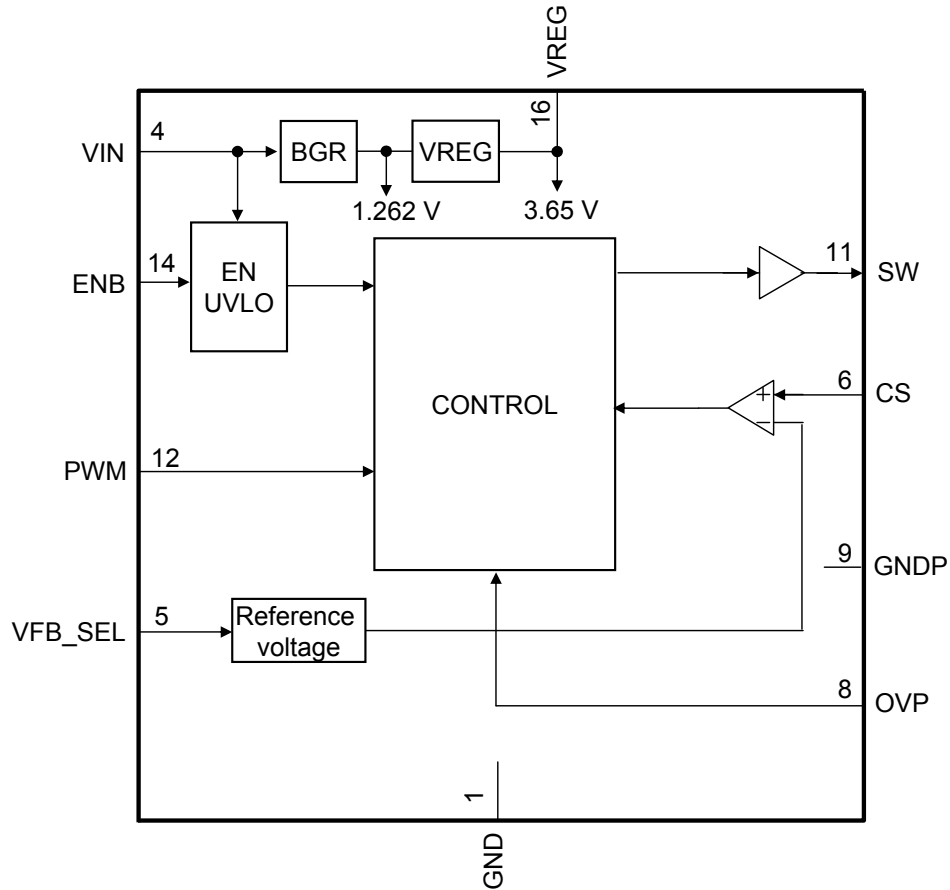 VREG
16
VIN
4
BGR
VREG
1.262 V
3.65 V
ENB
14
EN
UVLO
11
SW
CONTROL
6
CS
+
−
PWM
12
9
GNDP
VFB_SEL
5
Reference
voltage
8
OVP
1
GND